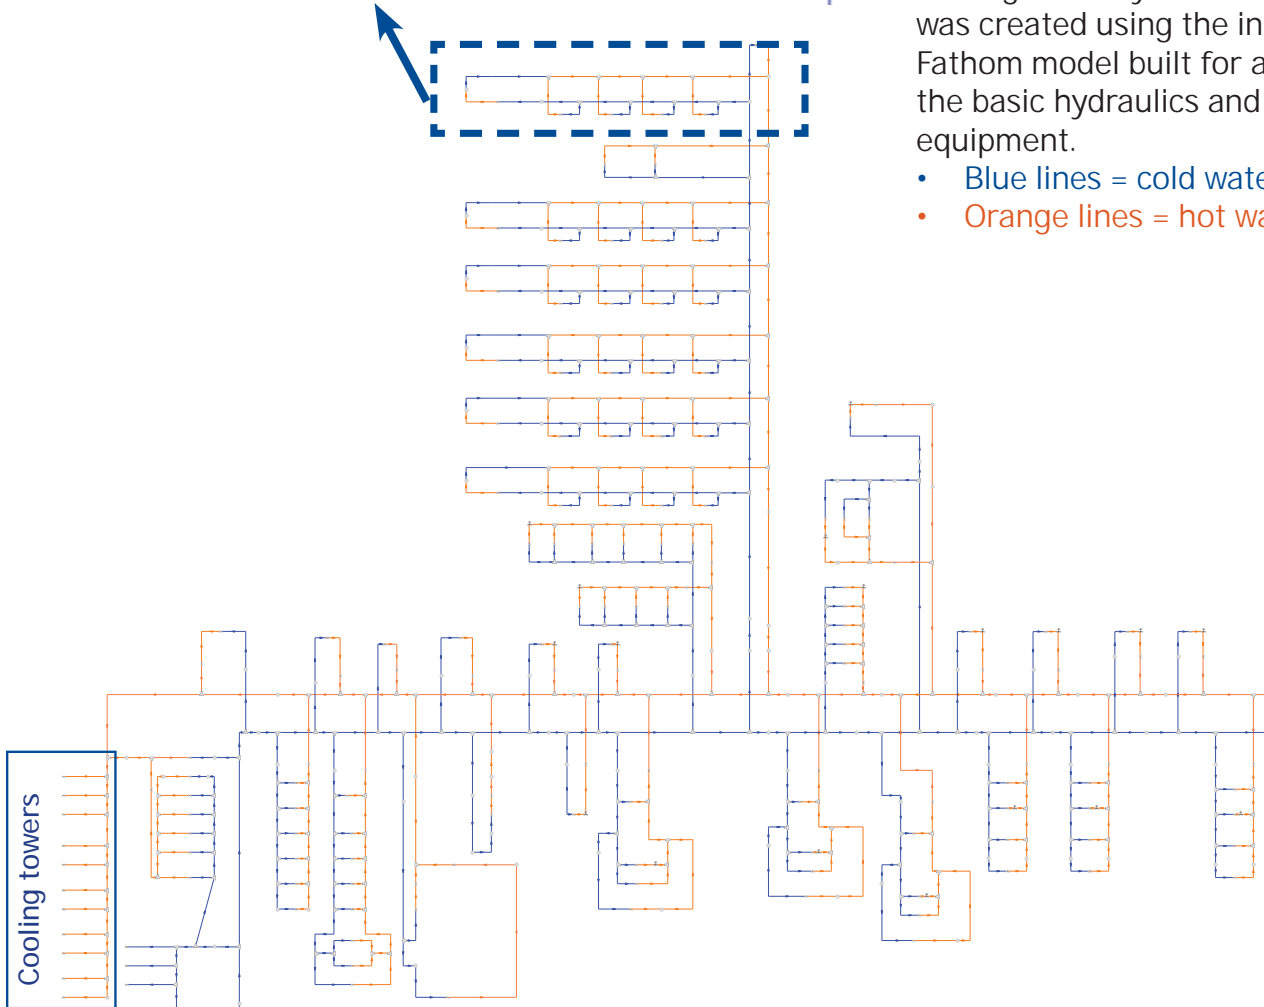 was created using the in
Fathom model built for a
the basic hydraulics and
equipment.
• Blue lines = cold wate
• Orange lines = hot wa
Cooling towers